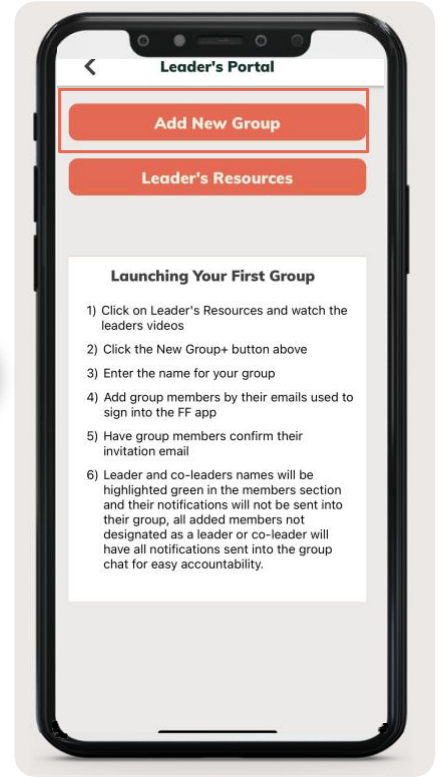 Leader's Portal
Add New Group
Leader's Resources
Launching Your First Group
1) Click on Leader's Resources and watch the
leaders videos
2) Click the New Group+ button above
3) Enter the name for your group
4) Add group members by their emails used to
sign into the FF app
5) Have group members confirm their
invitation email
6) Leader and co-leaders names will be
highlighted green in the members section
and their notifications will not be sent into
their group, all added members not
designated as a leader or co-leader will
have all notifications sent into the group
chat for easy accountability.